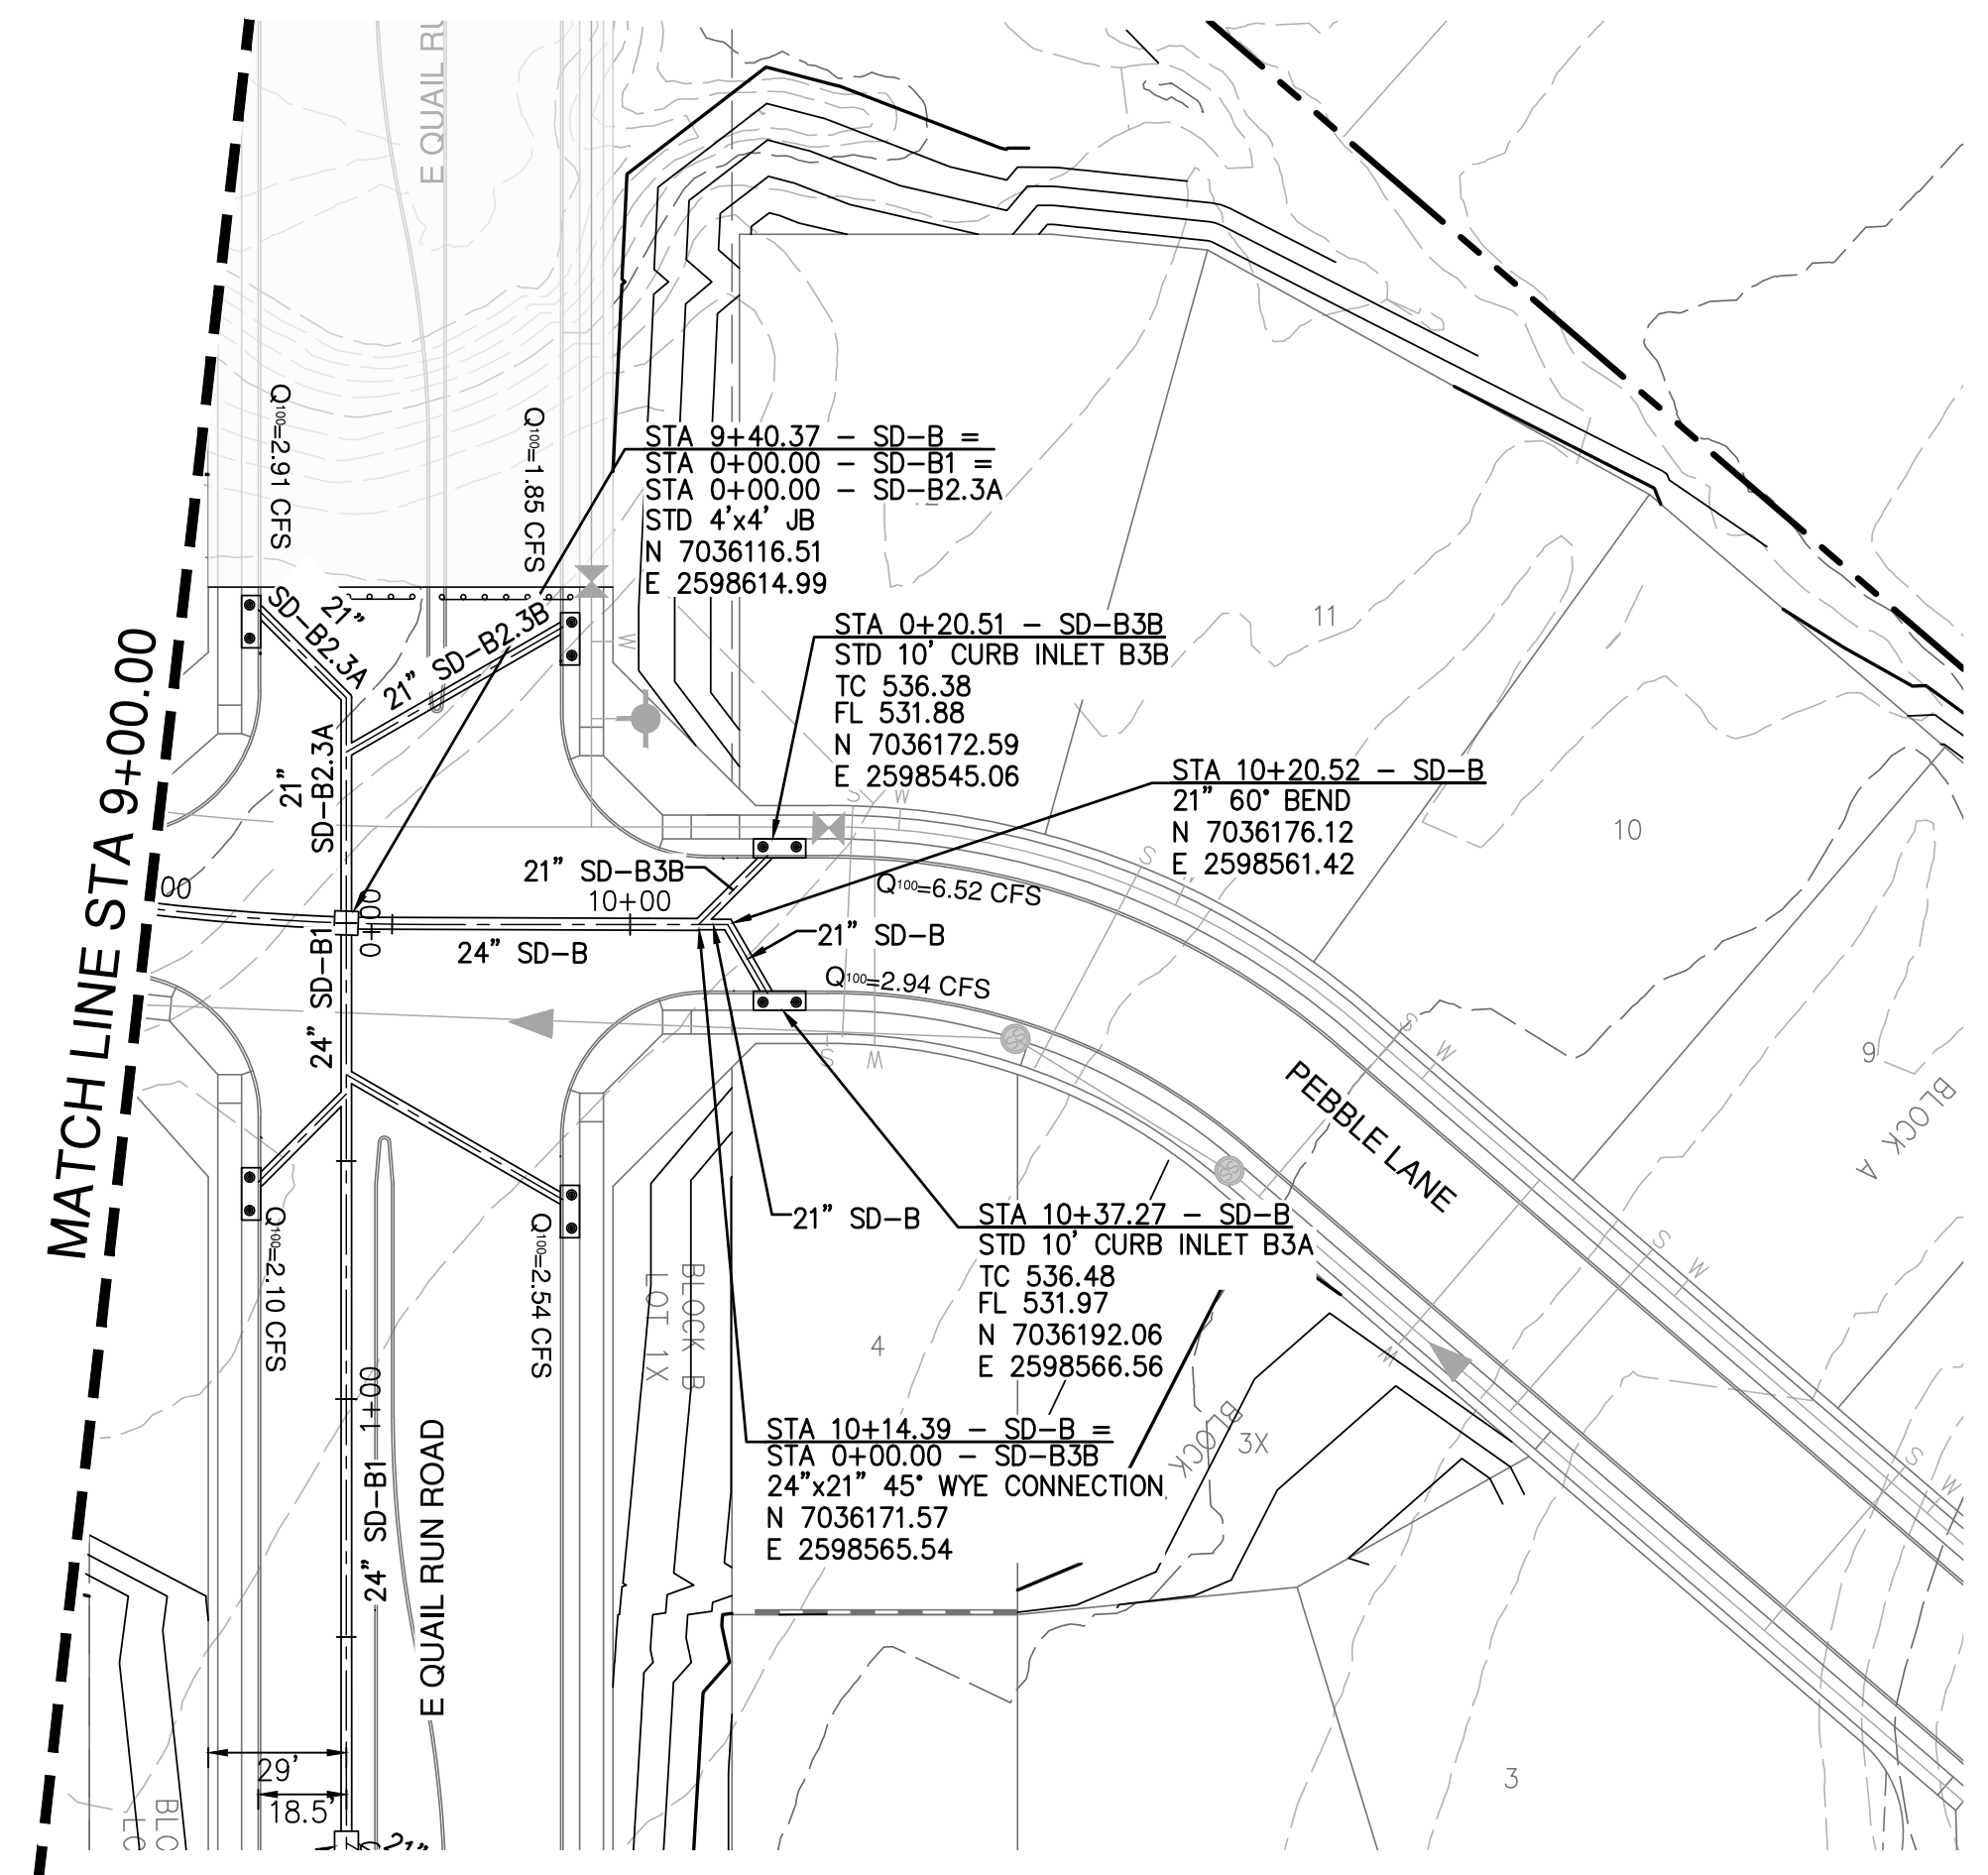 E QUAIL RU
Q100=2.91 CFS
Q100=1.85 CFS
STA 9+40.37 – SD–B =
STA 0+00.00 – SD–B1 =
STA 0+00.00 – SD–B2.3A
STD 4'x4' JB
N 7036116.51
E 2598614.99
21"
SD–B2.3A
21" SD–B2.3B
W
STA 0+20.51 – SD–B3B
STD 10' CURB INLET B3B
TC 536.38
FL 531.88
N 7036172.59
E 2598545.06
11
MATCH LINE STA 9+00.00
21"
SD–B2.3A
STA 10+20.52 – SD–B
21" 60° BEND
N 7036176.12
E 2598561.42
10
S
W
21" SD–B3B
Q100=6.52 CFS
S
00
0+00
10+00
24" SD–B
21" SD–B
Q100=2.94 CFS
24" SD–B1
S
W
SS
S
W
9
BLOCK A
PEBBLE LANE
SS
21" SD–B
STA 10+37.27 – SD–B
STD 10' CURB INLET B3A
TC 536.48
FL 531.97
N 7036192.06
E 2598566.56
S
W
Q100=2.10 CFS
Q100=2.54 CFS
BLOCK B
LOT 1X
4
W
1+00
24" SD–B1
E QUAIL RUN ROAD
STA 10+14.39 – SD–B =
STA 0+00.00 – SD–B3B
24"x21" 45° WYE CONNECTION
N 7036171.57
E 2598565.54
BLOCK
3X
S
W
29'
18.5'
3
BLO
LO
21"